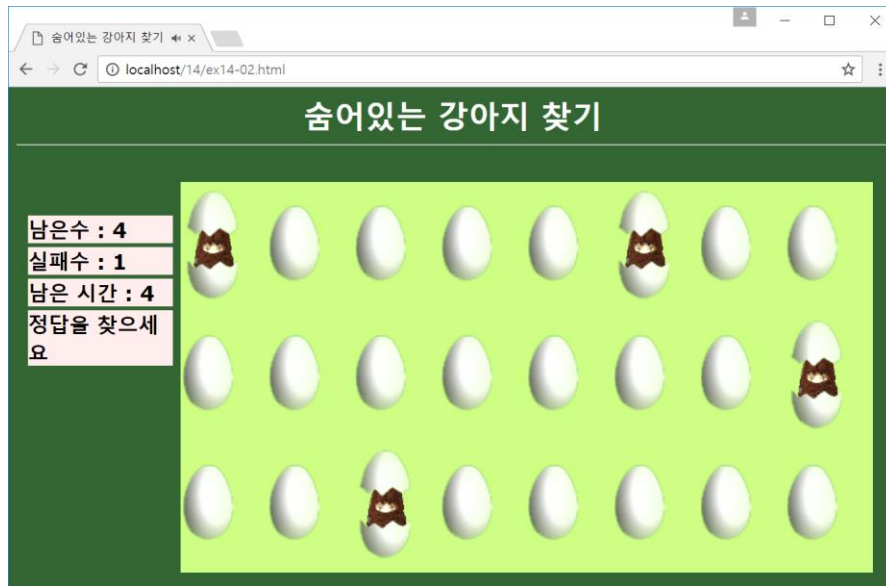 숨어있는 강아지 찾기
localhost/14/ex14-02.html
숨어있는 강아지 찾기
남은수 : 4
실패수 : 1
남은 시간 : 4
정답을 찾으세
요